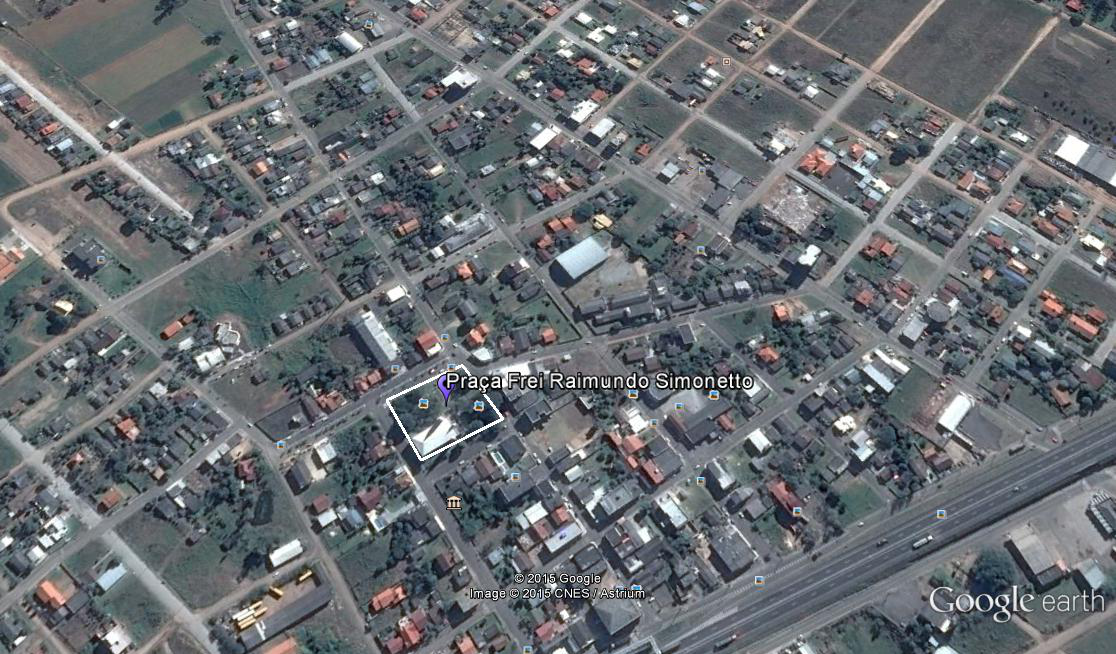 Praça Frei Raimundo Simonetto
© 2015 Google
Image © 2015 CNES / Astrium
Google earth